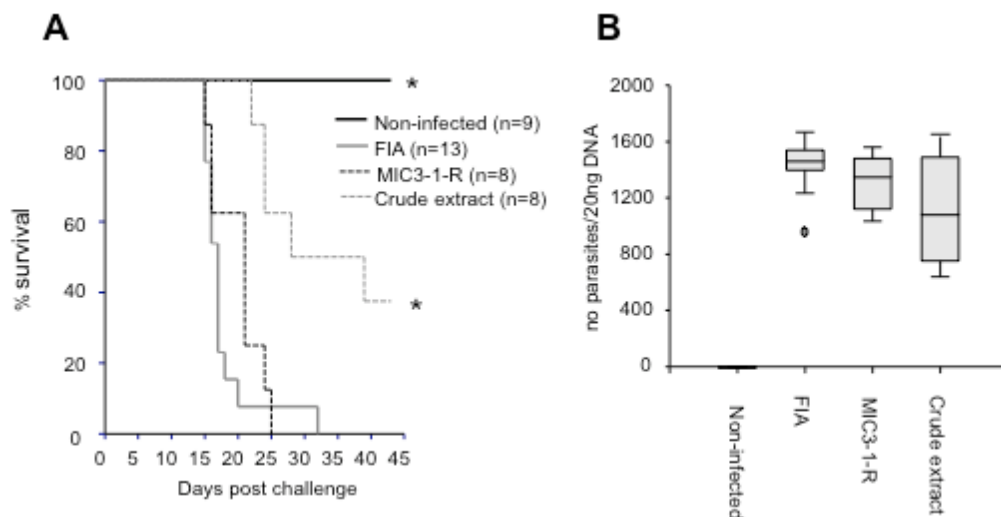 A
100
80
60
40
20
0
% survival
0 5 10 15 20 25 30 35 40 45
Days post challenge
*
*
Non-infected (n=9)
FIA (n=13)
MIC3-1-R (n=8)
Crude extract (n=8)
B
2000
1600
1200
800
400
0
no parasites/20ng DNA
Non-infected
FIA
MIC3-1-R
Crude extract